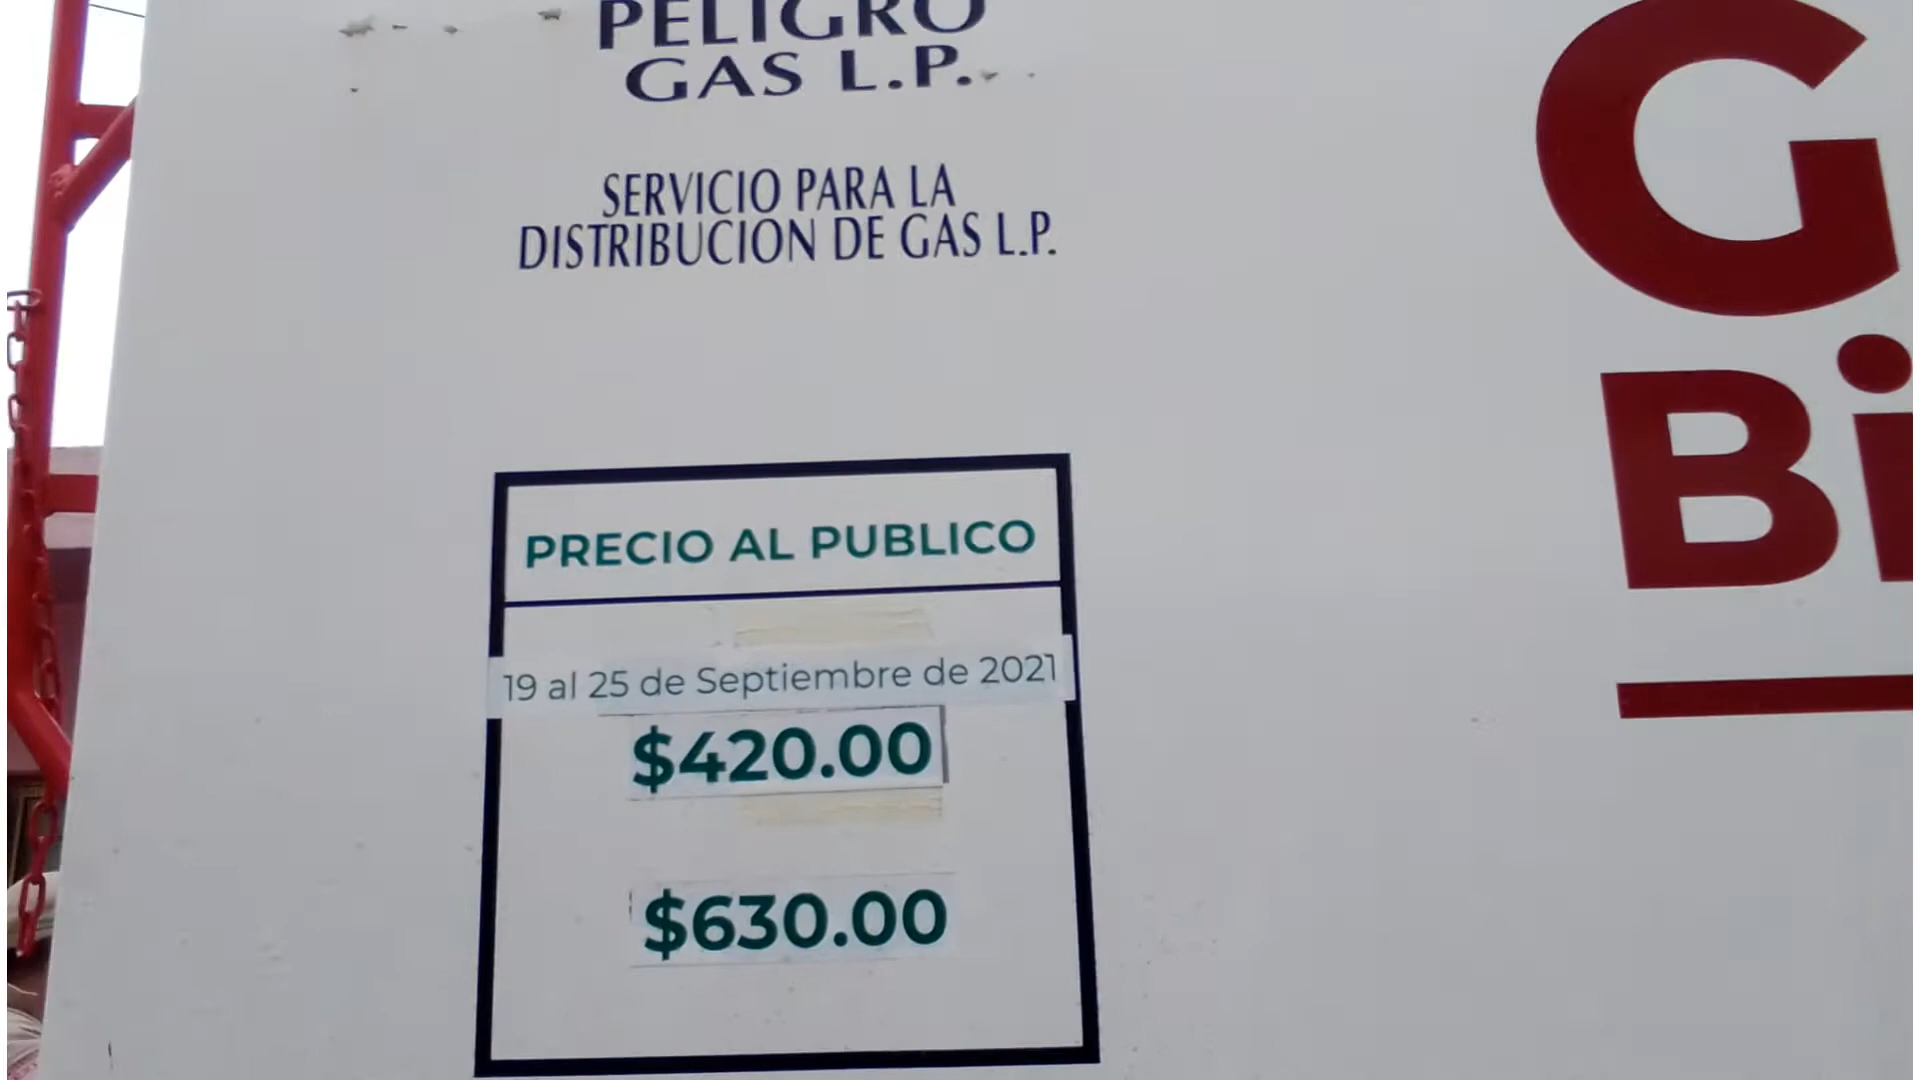 PELIGRO
GAS L.P.
SERVICIO PARA LA
DISTRIBUCION DE GAS L.P.
PRECIO AL PUBLICO
19 al 25 de Septiembre de 2021
$420.00
$630.00
G
Bi